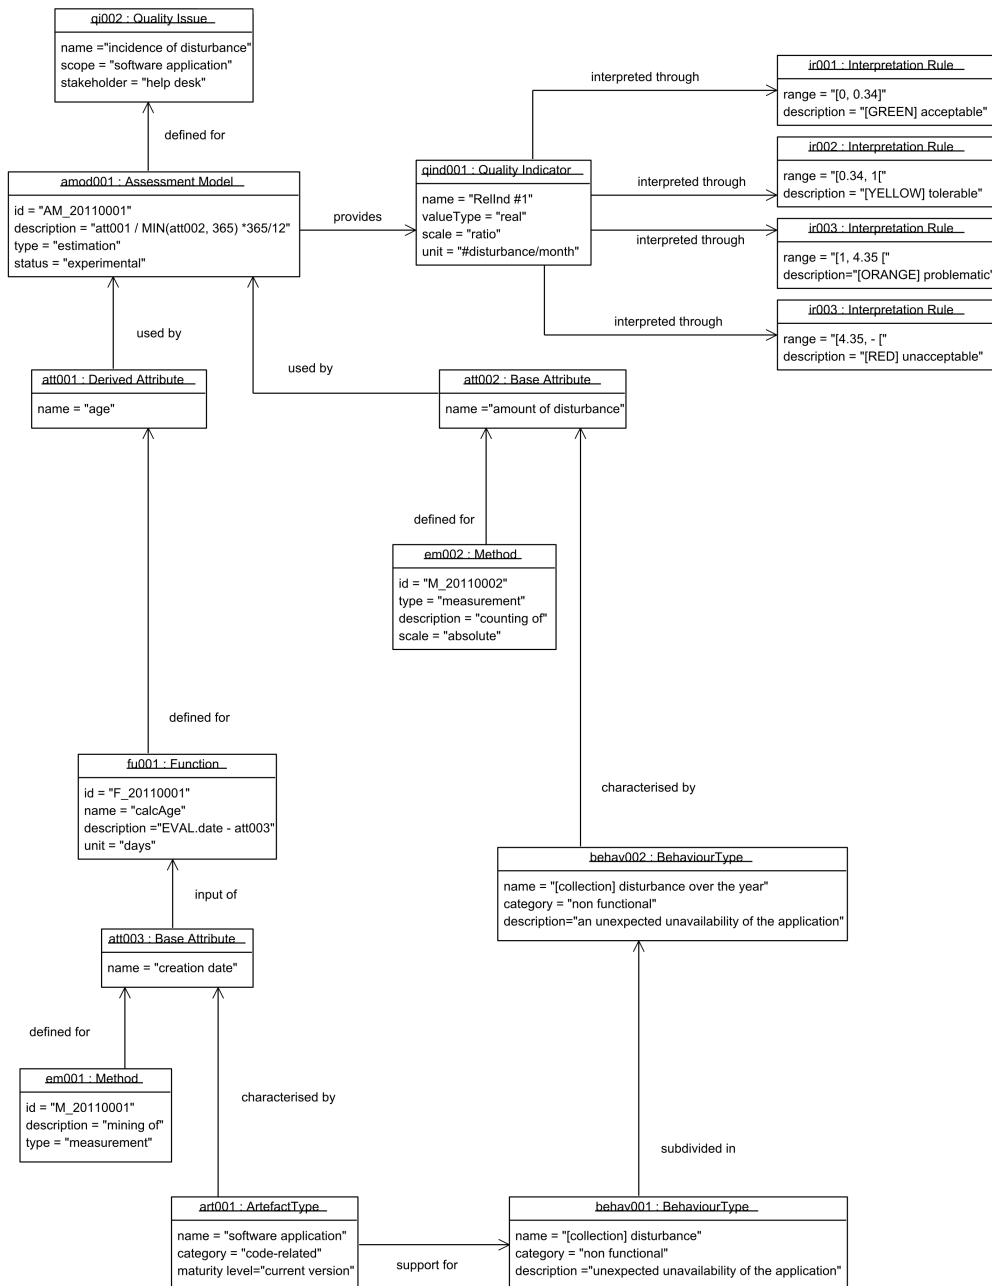 qi002 : Quality Issue
name ="incidence of disturbance"
scope = "software application"
stakeholder = "help desk"
defined for
interpreted through
ir001 : Interpretation Rule
range = "[0, 0.34]"
description = "[GREEN] acceptable"
amod001 : Assessment Model
id = "AM_20110001"
description = "att001 / MIN(att002, 365) *365/12"
type = "estimation"
status = "experimental"
provides
qind001 : Quality Indicator
name = "RelInd #1"
valueType = "real"
scale = "ratio"
unit = "#disturbance/month"
interpreted through
ir002 : Interpretation Rule
range = "[0.34, 1["
description = "[YELLOW] tolerable"
interpreted through
ir003 : Interpretation Rule
range = "[1, 4.35 ["
description="[ORANGE] problematic"
interpreted through
ir003 : Interpretation Rule
range = "[4.35, - ["
description = "[RED] unacceptable"
used by
used by
att001 : Derived Attribute
name = "age"
att002 : Base Attribute
name ="amount of disturbance"
defined for
em002 : Method
id = "M_20110002"
type = "measurement"
description = "counting of"
scale = "absolute"
defined for
fu001 : Function
id = "F_20110001"
name = "calcAge"
description ="EVAL.date - att003"
unit = "days"
characterised by
input of
behav002 : BehaviourType
name = "[collection] disturbance over the year"
category = "non functional"
description="an unexpected unavailability of the application"
att003 : Base Attribute
name = "creation date"
defined for
em001 : Method
id = "M_20110001"
description = "mining of"
type = "measurement"
characterised by
subdivided in
art001 : ArtefactType
name = "software application"
category = "code-related"
maturity level="current version"
support for
behav001 : BehaviourType
name = "[collection] disturbance"
category = "non functional"
description ="unexpected unavailability of the application"